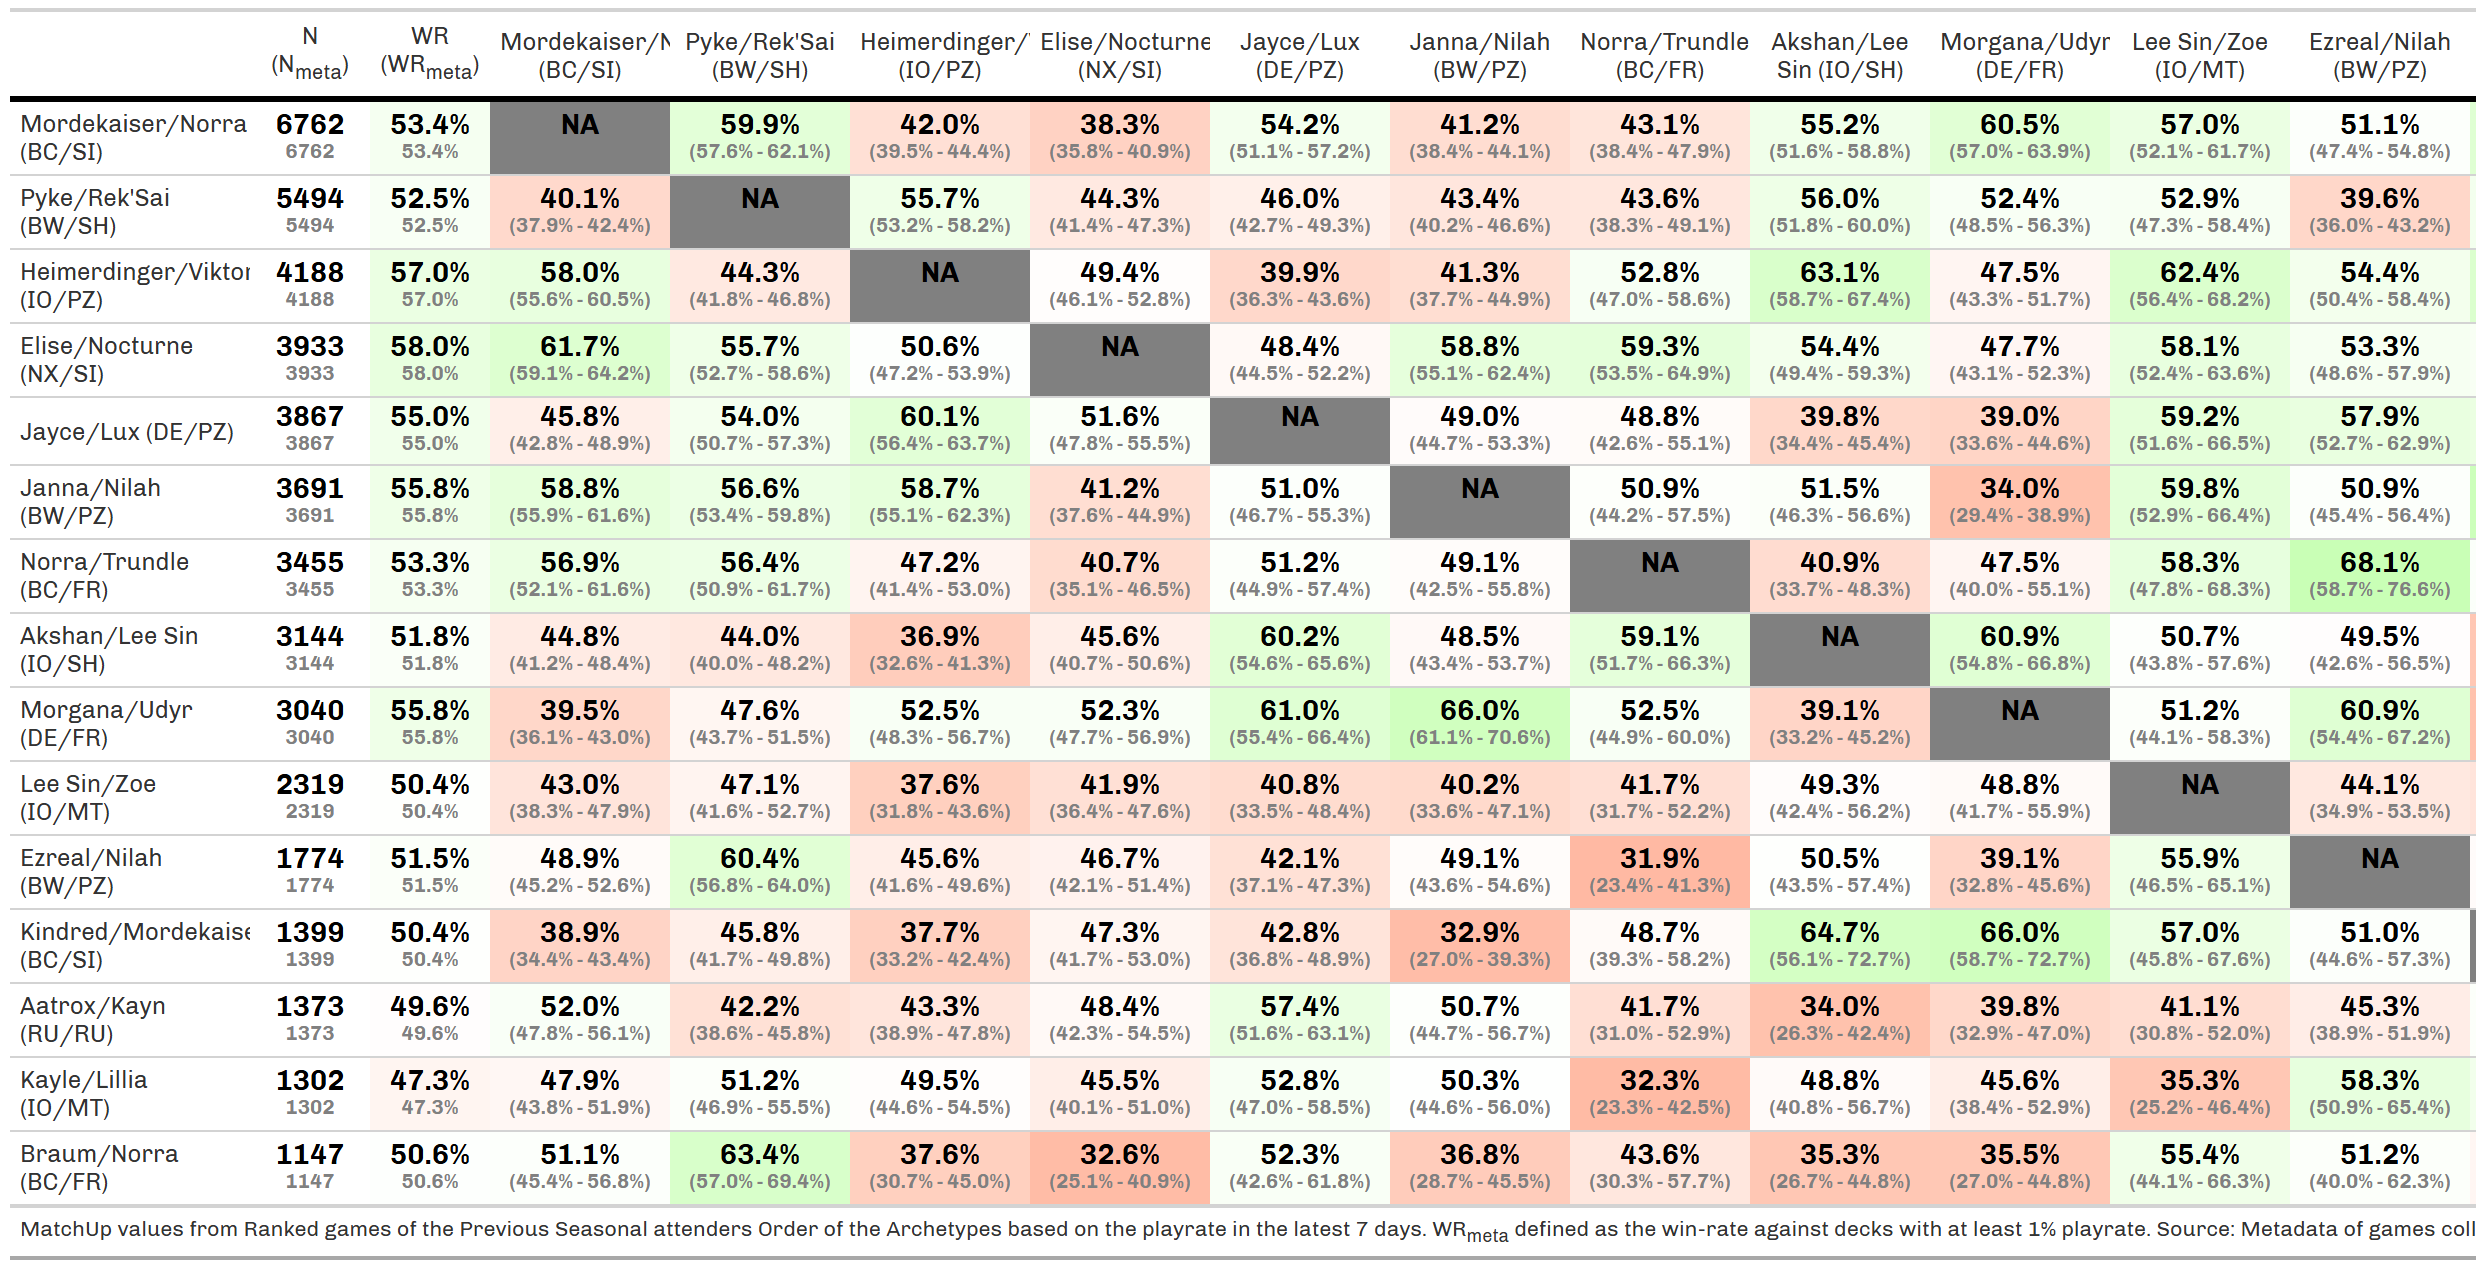 N WR Mordekaiser/N Pyke/Rek'Sai Heimerdinger/ Elise/Nocturne Jayce/Lux Janna/Nilah Norra/Trundle Akshan/Lee Morgana/Udyr Lee Sin/Zoe Ezreal/Nilah
(Nmeta) (WRmeta) (BC/SI) (BW/SH) (IO/PZ) (NX/SI) (DE/PZ) (BW/PZ) (BC/FR) Sin (IO/SH) (DE/FR) (IO/MT) (BW/PZ)
Mordekaiser/Norra 6762 53.4% NA 59.9% 42.0% 38.3% 54.2% 41.2% 43.1% 55.2% 60.5% 57.0% 51.1%
(BC/SI) 6762 53.4% (57.6% - 62.1%) (39.5% - 44.4%) (35.8% - 40.9%) (51.1% - 57.2%) (38.4% - 44.1%) (38.4% - 47.9%) (51.6% - 58.8%) (57.0% - 63.9%) (52.1% - 61.7%) (47.4% - 54.8%)
Pyke/Rek'Sai 5494 52.5% 40.1% NA 55.7% 44.3% 46.0% 43.4% 43.6% 56.0% 52.4% 52.9% 39.6%
(BW/SH) 5494 52.5% (37.9% - 42.4%) (53.2% - 58.2%) (41.4% - 47.3%) (42.7% - 49.3%) (40.2% - 46.6%) (38.3% - 49.1%) (51.8% - 60.0%) (48.5% - 56.3%) (47.3% - 58.4%) (36.0% - 43.2%)
Heimerdinger/Viktor 4188 57.0% 58.0% 44.3% NA 49.4% 39.9% 41.3% 52.8% 63.1% 47.5% 62.4% 54.4%
(IO/PZ) 4188 57.0% (55.6% - 60.5%) (41.8% - 46.8%) (46.1% - 52.8%) (36.3% - 43.6%) (37.7% - 44.9%) (47.0% - 58.6%) (58.7% - 67.4%) (43.3% - 51.7%) (56.4% - 68.2%) (50.4% - 58.4%)
Elise/Nocturne 3933 58.0% 61.7% 55.7% 50.6% NA 48.4% 58.8% 59.3% 54.4% 47.7% 58.1% 53.3%
(NX/SI) 3933 58.0% (59.1% - 64.2%) (52.7% - 58.6%) (47.2% - 53.9%) (44.5% - 52.2%) (55.1% - 62.4%) (53.5% - 64.9%) (49.4% - 59.3%) (43.1% - 52.3%) (52.4% - 63.6%) (48.6% - 57.9%)
Jayce/Lux (DE/PZ) 3867 55.0% 45.8% 54.0% 60.1% 51.6% NA 49.0% 48.8% 39.8% 39.0% 59.2% 57.9%
3867 55.0% (42.8% - 48.9%) (50.7% - 57.3%) (56.4% - 63.7%) (47.8% - 55.5%) (44.7% - 53.3%) (42.6% - 55.1%) (34.4% - 45.4%) (33.6% - 44.6%) (51.6% - 66.5%) (52.7% - 62.9%)
Janna/Nilah 3691 55.8% 58.8% 56.6% 58.7% 41.2% 51.0% NA 50.9% 51.5% 34.0% 59.8% 50.9%
(BW/PZ) 3691 55.8% (55.9% - 61.6%) (53.4% - 59.8%) (55.1% - 62.3%) (37.6% - 44.9%) (46.7% - 55.3%) (44.2% - 57.5%) (46.3% - 56.6%) (29.4% - 38.9%) (52.9% - 66.4%) (45.4% - 56.4%)
Norra/Trundle 3455 53.3% 56.9% 56.4% 47.2% 40.7% 51.2% 49.1% NA 40.9% 47.5% 58.3% 68.1%
(BC/FR) 3455 53.3% (52.1% - 61.6%) (50.9% - 61.7%) (41.4% - 53.0%) (35.1% - 46.5%) (44.9% - 57.4%) (42.5% - 55.8%) (33.7% - 48.3%) (40.0% - 55.1%) (47.8% - 68.3%) (58.7% - 76.6%)
Akshan/Lee Sin 3144 51.8% 44.8% 44.0% 36.9% 45.6% 60.2% 48.5% 59.1% NA 60.9% 50.7% 49.5%
(IO/SH) 3144 51.8% (41.2% - 48.4%) (40.0% - 48.2%) (32.6% - 41.3%) (40.7% - 50.6%) (54.6% - 65.6%) (43.4% - 53.7%) (51.7% - 66.3%) (54.8% - 66.8%) (43.8% - 57.6%) (42.6% - 56.5%)
Morgana/Udyr 3040 55.8% 39.5% 47.6% 52.5% 52.3% 61.0% 66.0% 52.5% 39.1% NA 51.2% 60.9%
(DE/FR) 3040 55.8% (36.1% - 43.0%) (43.7% - 51.5%) (48.3% - 56.7%) (47.7% - 56.9%) (55.4% - 66.4%) (61.1% - 70.6%) (44.9% - 60.0%) (33.2% - 45.2%) (44.1% - 58.3%) (54.4% - 67.2%)
Lee Sin/Zoe 2319 50.4% 43.0% 47.1% 37.6% 41.9% 40.8% 40.2% 41.7% 49.3% 48.8% NA 44.1%
(IO/MT) 2319 50.4% (38.3% - 47.9%) (41.6% - 52.7%) (31.8% - 43.6%) (36.4% - 47.6%) (33.5% - 48.4%) (33.6% - 47.1%) (31.7% - 52.2%) (42.4% - 56.2%) (41.7% - 55.9%) (34.9% - 53.5%)
Ezreal/Nilah 1774 51.5% 48.9% 60.4% 45.6% 46.7% 42.1% 49.1% 31.9% 50.5% 39.1% 55.9% NA
(BW/PZ) 1774 51.5% (45.2% - 52.6%) (56.8% - 64.0%) (41.6% - 49.6%) (42.1% - 51.4%) (37.1% - 47.3%) (43.6% - 54.6%) (23.4% - 41.3%) (43.5% - 57.4%) (32.8% - 45.6%) (46.5% - 65.1%)
Kindred/Mordekaise 1399 50.4% 38.9% 45.8% 37.7% 47.3% 42.8% 32.9% 48.7% 64.7% 66.0% 57.0% 51.0%
(BC/SI) 1399 50.4% (34.4% - 43.4%) (41.7% - 49.8%) (33.2% - 42.4%) (41.7% - 53.0%) (36.8% - 48.9%) (27.0% - 39.3%) (39.3% - 58.2%) (56.1% - 72.7%) (58.7% - 72.7%) (45.8% - 67.6%) (44.6% - 57.3%)
Aatrox/Kayn 1373 49.6% 52.0% 42.2% 43.3% 48.4% 57.4% 50.7% 41.7% 34.0% 39.8% 41.1% 45.3%
(RU/RU) 1373 49.6% (47.8% - 56.1%) (38.6% - 45.8%) (38.9% - 47.8%) (42.3% - 54.5%) (51.6% - 63.1%) (44.7% - 56.7%) (31.0% - 52.9%) (26.3% - 42.4%) (32.9% - 47.0%) (30.8% - 52.0%) (38.9% - 51.9%)
Kayle/Lillia 1302 47.3% 47.9% 51.2% 49.5% 45.5% 52.8% 50.3% 32.3% 48.8% 45.6% 35.3% 58.3%
(IO/MT) 1302 47.3% (43.8% - 51.9%) (46.9% - 55.5%) (44.6% - 54.5%) (40.1% - 51.0%) (47.0% - 58.5%) (44.6% - 56.0%) (23.3% - 42.5%) (40.8% - 56.7%) (38.4% - 52.9%) (25.2% - 46.4%) (50.9% - 65.4%)
Braum/Norra 1147 50.6% 51.1% 63.4% 37.6% 32.6% 52.3% 36.8% 43.6% 35.3% 35.5% 55.4% 51.2%
(BC/FR) 1147 50.6% (45.4% - 56.8%) (57.0% - 69.4%) (30.7% - 45.0%) (25.1% - 40.9%) (42.6% - 61.8%) (28.7% - 45.5%) (30.3% - 57.7%) (26.7% - 44.8%) (27.0% - 44.8%) (44.1% - 66.3%) (40.0% - 62.3%)
MatchUp values from Ranked games of the Previous Seasonal attenders Order of the Archetypes based on the playrate in the latest 7 days. WRmeta defined as the win-rate against decks with at least 1% playrate. Source: Metadata of games coll